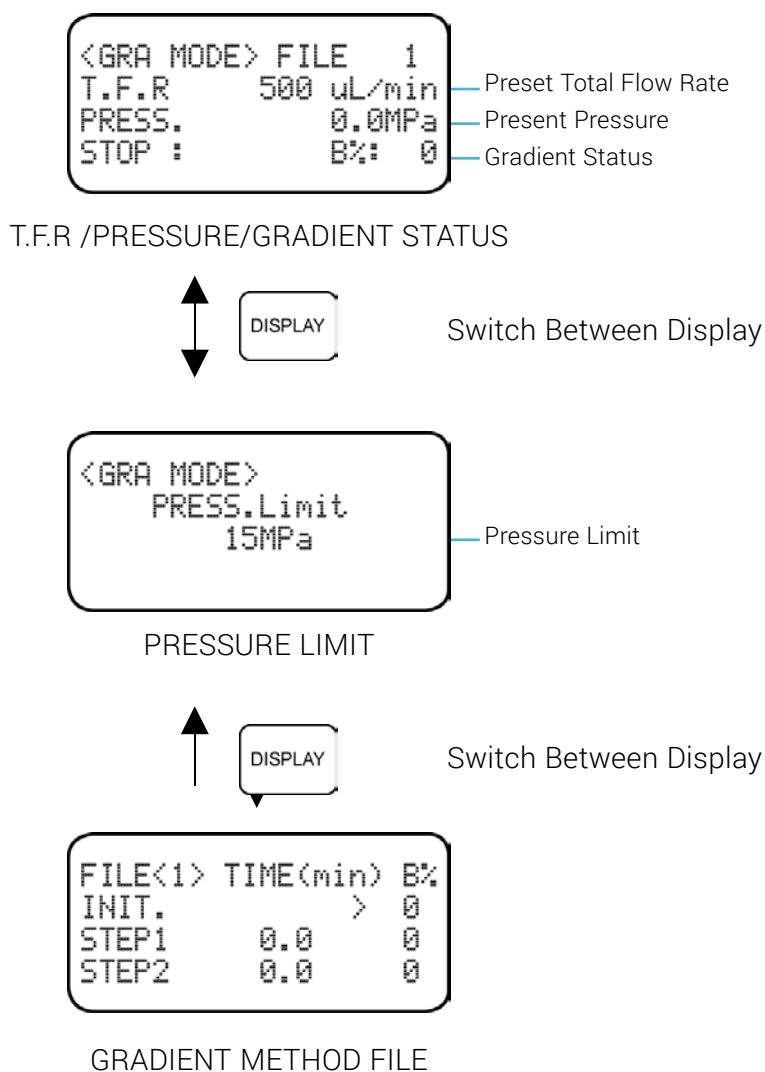 <GRA MODE> FILE 1
T.F.R 500 uL/min
Preset Total Flow Rate
PRESS. 0.0MPa
Present Pressure
STOP : B%: 0
Gradient Status
T.F.R /PRESSURE/GRADIENT STATUS
DISPLAY
Switch Between Display
<GRA MODE>
PRESS.Limit
15MPa
Pressure Limit
PRESSURE LIMIT
DISPLAY
Switch Between Display
FILE<1> TIME(min) B%
INIT. > 0
STEP1 0.0 0
STEP2 0.0 0
GRADIENT METHOD FILE